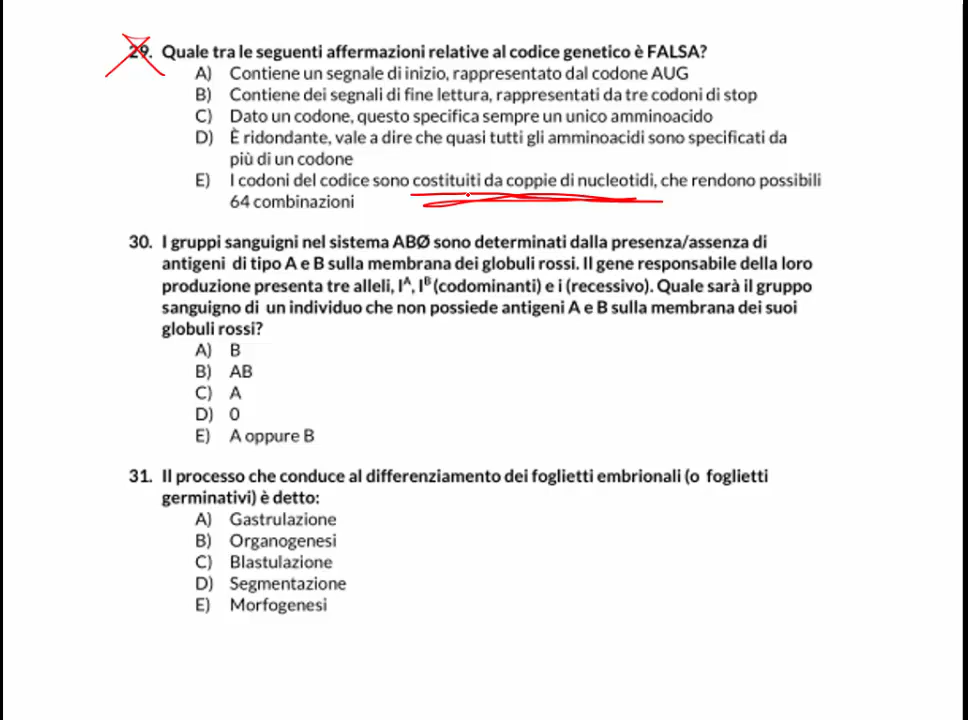 29. Quale tra le seguenti affermazioni relative al codice genetico è FALSA?
A) Contiene un segnale di inizio, rappresentato dal codone AUG
B) Contiene dei segnali di fine lettura, rappresentati da tre codoni di stop
C) Dato un codone, questo specifica sempre un unico amminoacido
D) È ridondante, vale a dire che quasi tutti gli amminoacidi sono specificati da
più di un codone
E) I codoni del codice sono costituiti da coppie di nucleotidi, che rendono possibili
64 combinazioni
30. I gruppi sanguigni nel sistema ABØ sono determinati dalla presenza/assenza di
antigeni di tipo A e B sulla membrana dei globuli rossi. Il gene responsabile della loro
produzione presenta tre alleli, Iᴬ, Iᴮ (codominanti) e i (recessivo). Quale sarà il gruppo
sanguigno di un individuo che non possiede antigeni A e B sulla membrana dei suoi
globuli rossi?
A) B
B) AB
C) A
D) 0
E) A oppure B
31. Il processo che conduce al differenziamento dei foglietti embrionali (o foglietti
germinativi) è detto:
A) Gastrulazione
B) Organogenesi
C) Blastulazione
D) Segmentazione
E) Morfogenesi